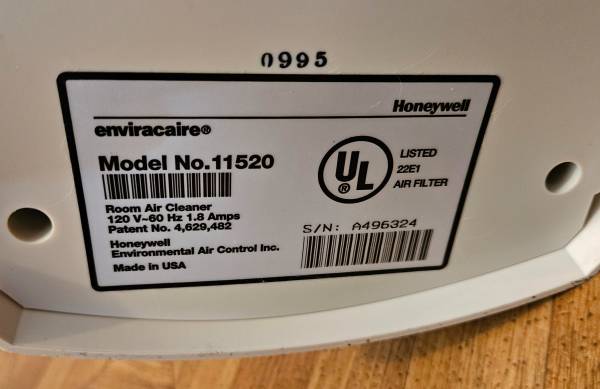 0995
Honeywell
enviracaire®
Model No.11520
Room Air Cleaner
120 V~60 Hz 1.8 Amps
Patent No. 4,629,482
Honeywell
Environmental Air Control Inc.
Made in USA
UL
®
LISTED
22E1
AIR FILTER
S/N: A496324